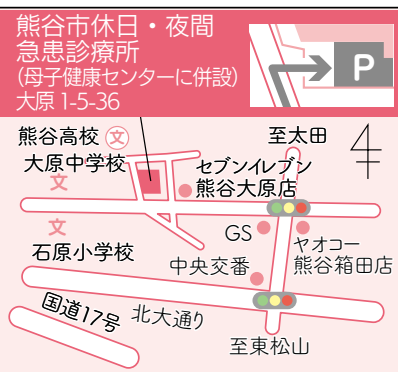 熊谷市休日・夜間
急患診療所
(母子健康センターに併設)
大原 1-5-36
P
熊谷高校 文
至太田
大原中学校
文
セブンイレブン
熊谷大原店
文
石原小学校
GS
ヤオコー
熊谷箱田店
中央交番
国道17号
北大通り
至東松山